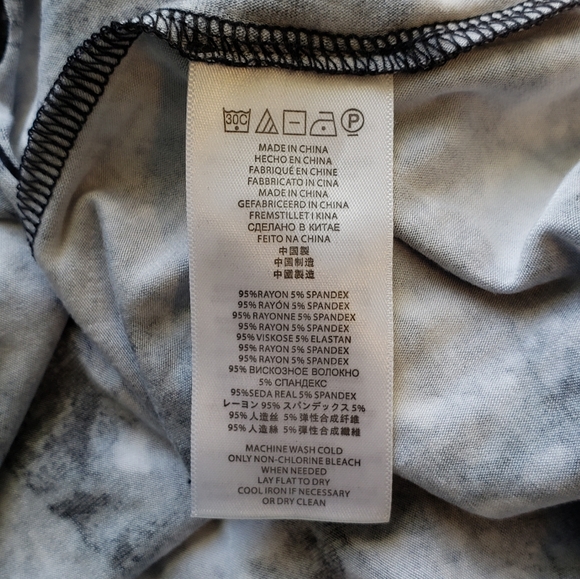 30C P
MADE IN CHINA
HECHO EN CHINA
FABRIQUÉ EN CHINE
FABBRICATO IN CINA
MADE IN CHINA
GEFABRICEERD IN CHINA
FREMSTILLET I KINA
СДЕЛАНО В КИТАЕ
FEITO NA CHINA
中国製
中国制造
中國製造
95%RAYON 5% SPANDEX
95% RAYÓN 5% SPANDEX
95% RAYONNE 5% SPANDEX
95% RAYON 5% SPANDEX
95% VISKOSE 5% ELASTAN
95% RAYON 5% SPANDEX
95% RAYON 5% SPANDEX
95% ВИСКОЗНОЕ ВОЛОКНО
5% СПАНДЕКС
95%SEDA REAL 5% SPANDEX
レーヨン 95% スパンデックス 5%
95% 人造丝 5% 弹性合成纤维
95% 人造絲 5% 彈性合成纖維
MACHINE WASH COLD
ONLY NON-CHLORINE BLEACH
WHEN NEEDED
LAY FLAT TO DRY
COOL IRON IF NECESSARY
OR DRY CLEAN